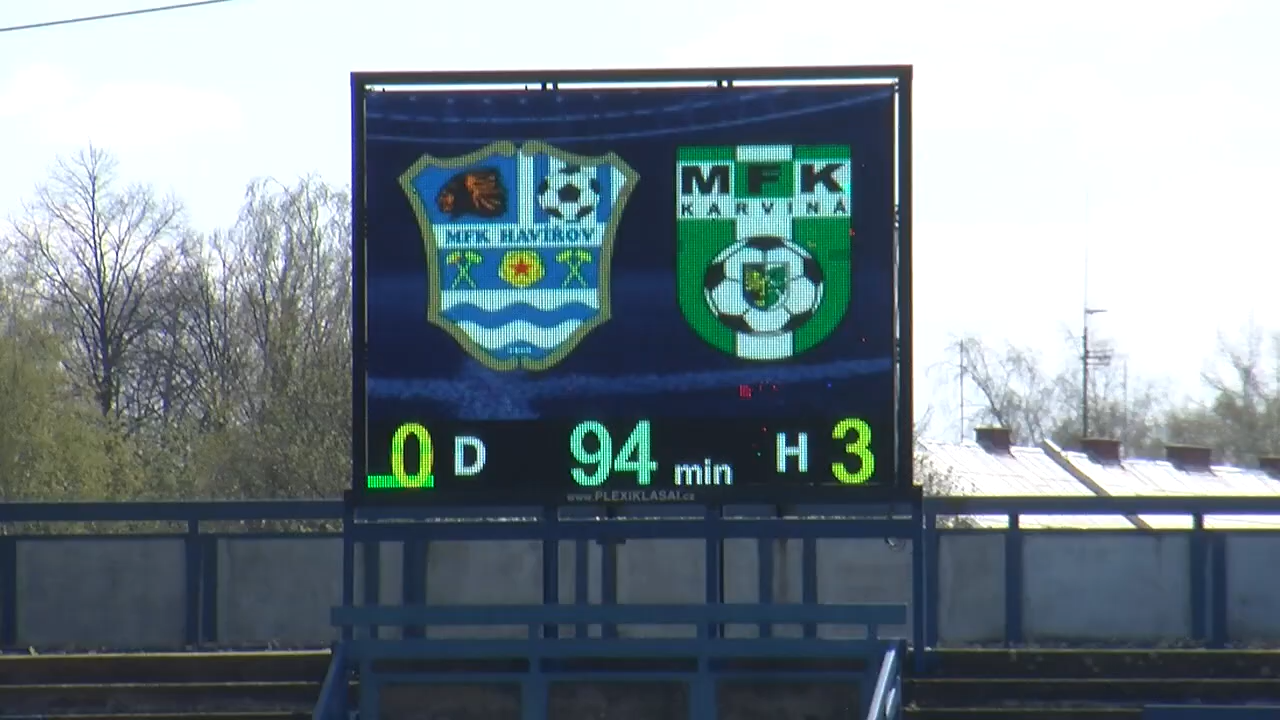 MFK HAVÍŘOV
MFK
KARVINÁ
0 D 94 min H 3
www.PLEXIKLASAI.cz